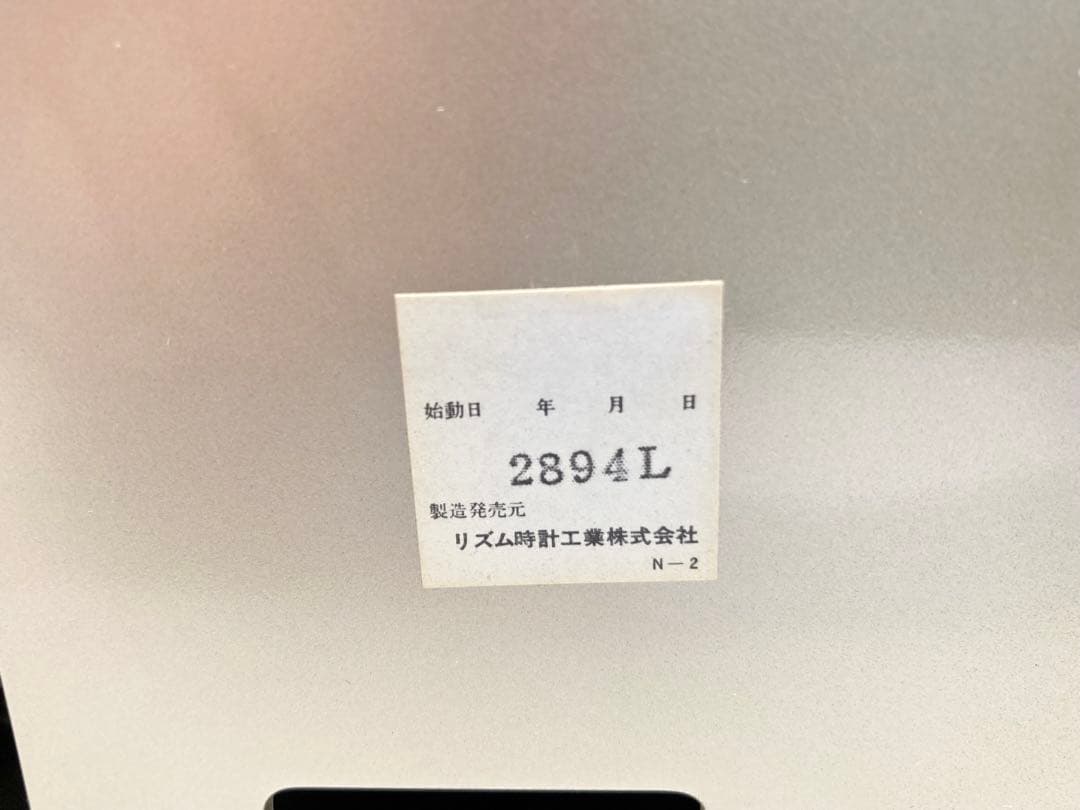 始動日 年 月 日
2894L
製造発売元
リズム時計工業株式会社
N－2